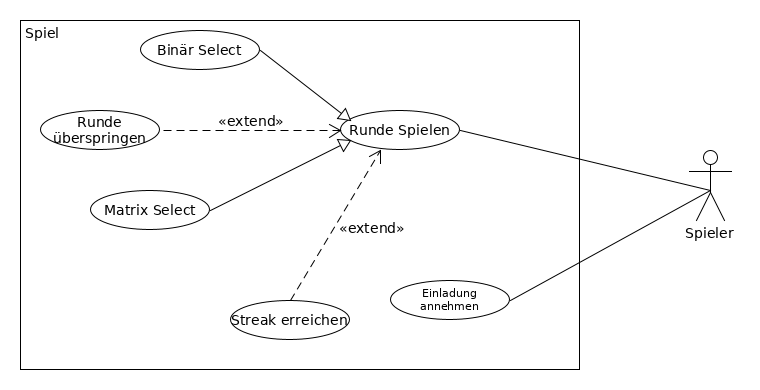 Spiel
Binär Select
Runde
überspringen
«extend»
Runde Spielen
Matrix Select
«extend»
Spieler
Einladung
annehmen
Streak erreichen